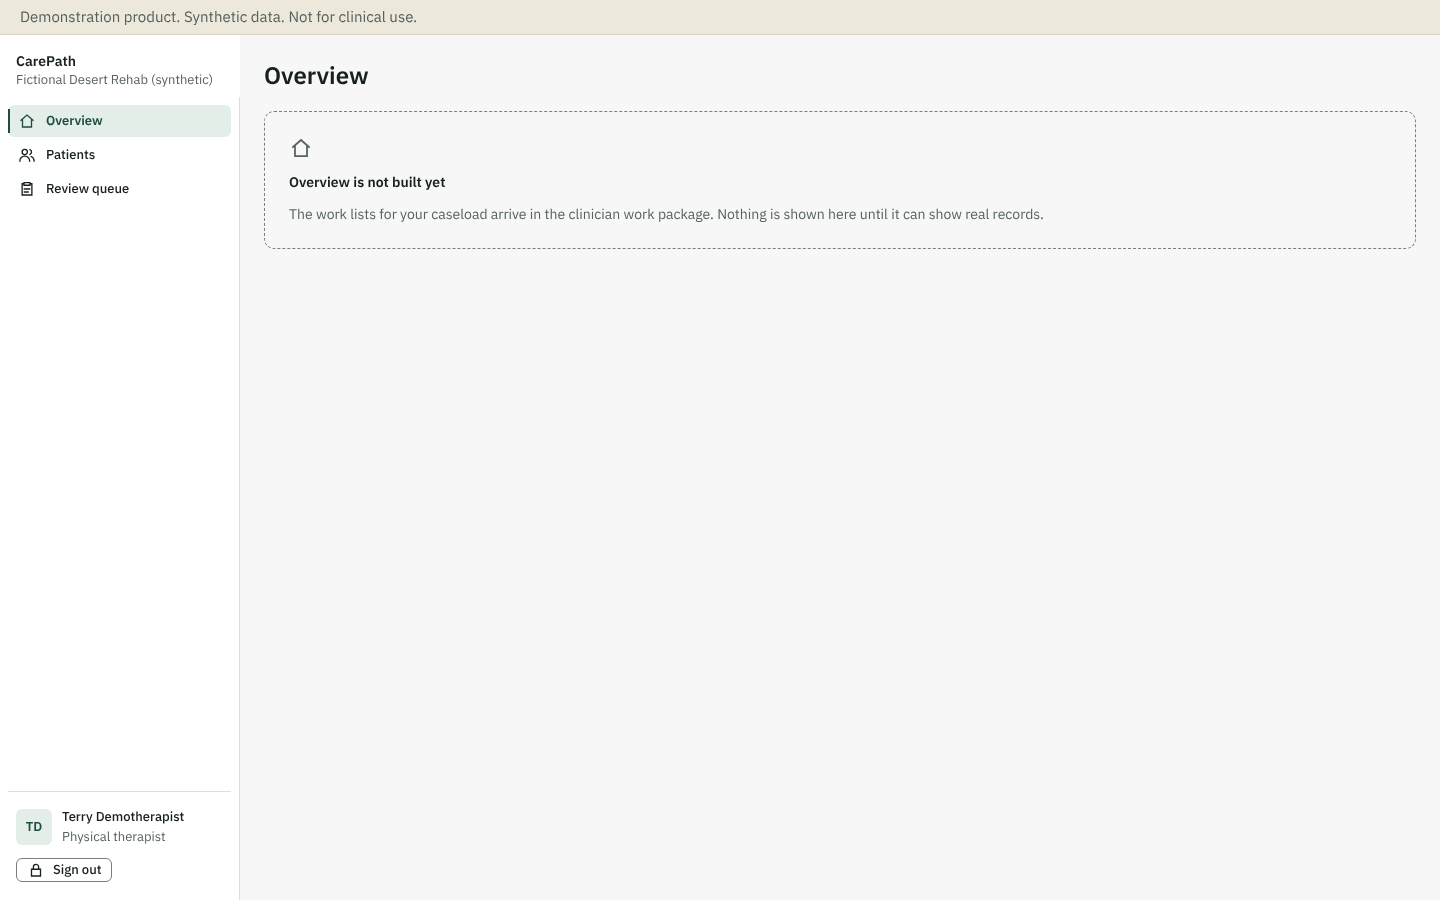 Demonstration product. Synthetic data. Not for clinical use.
CarePath
Fictional Desert Rehab (synthetic)
Overview
Patients
Review queue
Overview
Overview is not built yet
The work lists for your caseload arrive in the clinician work package. Nothing is shown here until it can show real records.
TD
Terry Demotherapist
Physical therapist
Sign out